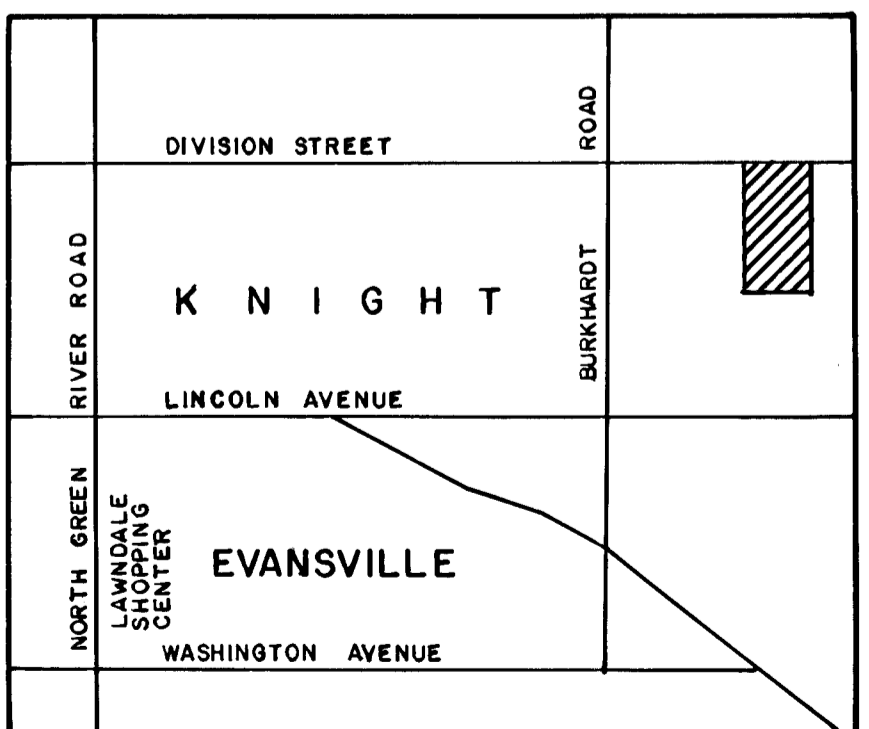 DIVISION STREET
BURKHARDT ROAD
NORTH GREEN RIVER ROAD
KNIGHT
LINCOLN AVENUE
LAWNDALE
SHOPPING
CENTER
EVANSVILLE
WASHINGTON AVENUE